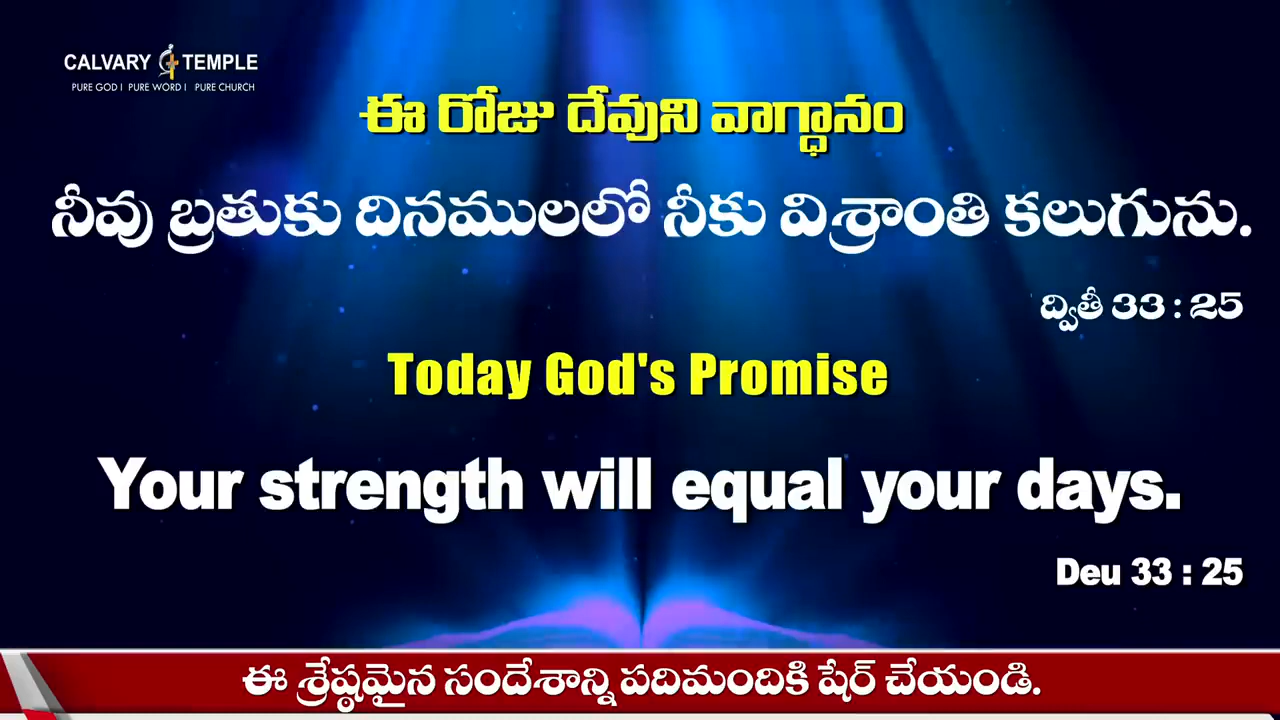 CALVARY TEMPLE
PURE GOD I PURE WORD I PURE CHURCH
ఈ రోజు దేవుని వాగ్ధానం
నీవు బ్రతుకు దినములలో నీకు విశ్రాంతి కలుగును.
ద్వితీ 33 : 25
Today God's Promise
Your strength will equal your days.
Deu 33 : 25
ఈ శ్రేష్ఠమైన సందేశాన్ని పదిమందికి షేర్ చేయండి.